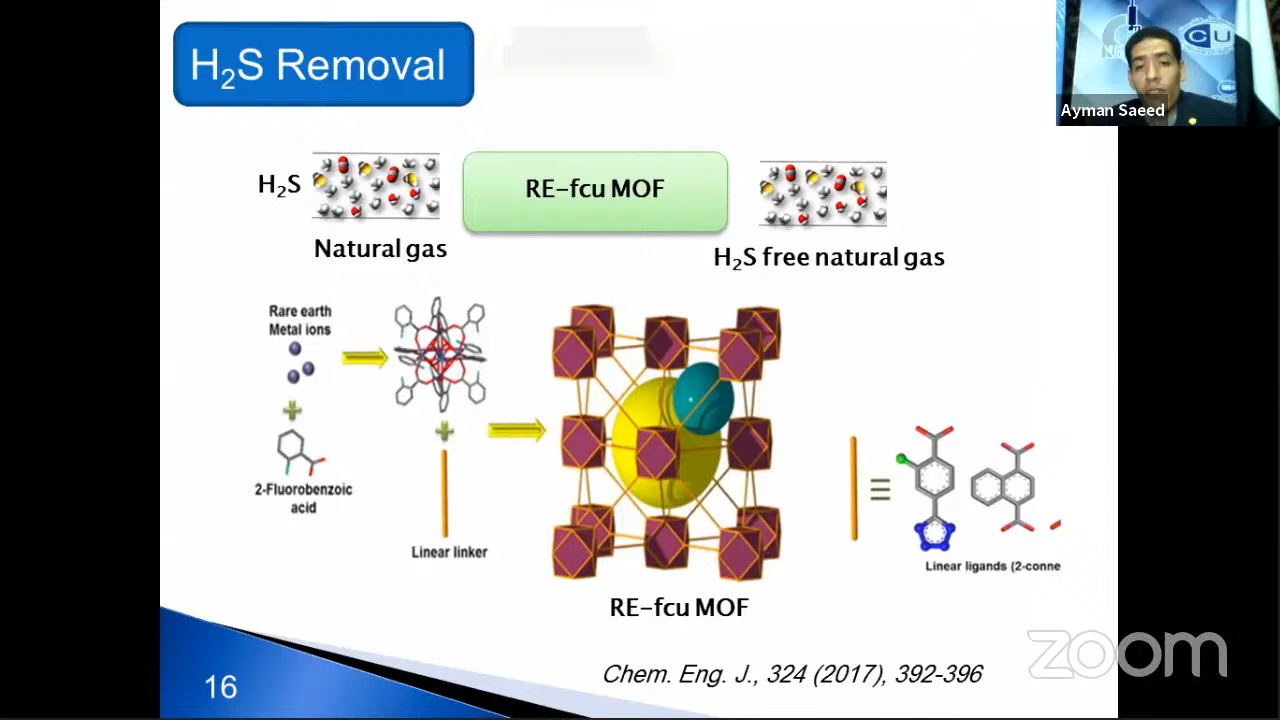 H₂S Removal
CU
Ayman Saeed
H₂S
RE-fcu MOF
Natural gas
H₂S free natural gas
Rare earth
Metal ions
2-Fluorobenzoic
acid
Linear linker
Linear ligands (2-conne
RE-fcu MOF
zoom
Chem. Eng. J., 324 (2017), 392-396
16